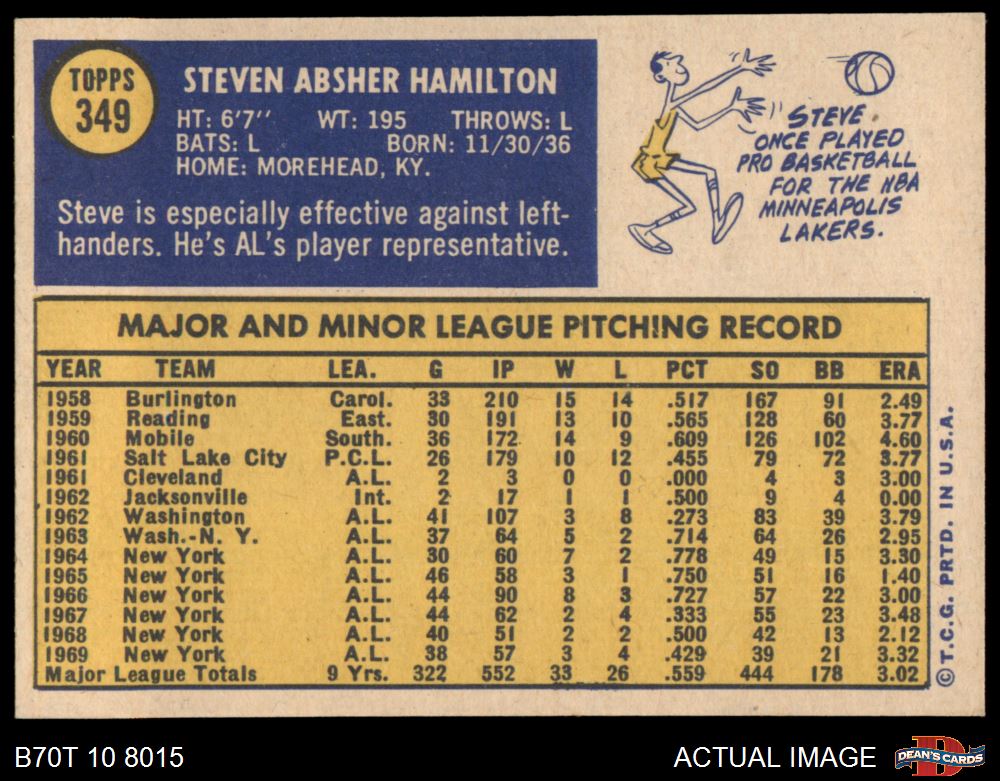 TOPPS
349
STEVEN ABSHER HAMILTON
HT: 6'7'' WT: 195 THROWS: L
BATS: L BORN: 11/30/36
HOME: MOREHEAD, KY.
Steve is especially effective against left-
handers. He's AL's player representative.
STEVE
ONCE PLAYED
PRO BASKETBALL
FOR THE NBA
MINNEAPOLIS
LAKERS.
MAJOR AND MINOR LEAGUE PITCHING RECORD
YEAR TEAM LEA. G IP W L PCT SO BB ERA
1958 Burlington Carol. 33 210 15 14 .517 167 91 2.49
1959 Reading East. 30 191 13 10 .565 128 60 3.77
1960 Mobile South. 36 172 14 9 .609 126 102 4.60
1961 Salt Lake City P.C.L. 26 179 10 12 .455 79 72 3.77
1961 Cleveland A.L. 2 3 0 0 .000 4 3 3.00
1962 Jacksonville Int. 2 17 1 1 .500 9 4 0.00
1962 Washington A.L. 41 107 3 8 .273 83 39 3.79
1963 Wash.-N. Y. A.L. 37 64 5 2 .714 64 26 2.95
1964 New York A.L. 30 60 7 2 .778 49 15 3.30
1965 New York A.L. 46 58 3 1 .750 51 16 1.40
1966 New York A.L. 44 90 8 3 .727 57 22 3.00
1967 New York A.L. 44 62 2 4 .333 55 23 3.48
1968 New York A.L. 40 51 2 2 .500 42 13 2.12
1969 New York A.L. 38 57 3 4 .429 39 21 3.32
Major League Totals 9 Yrs. 322 552 33 26 .559 444 178 3.02
©T.C.G. PRTD. IN U.S.A.
B70T 10 8015
ACTUAL IMAGE
DEAN'S CARDS